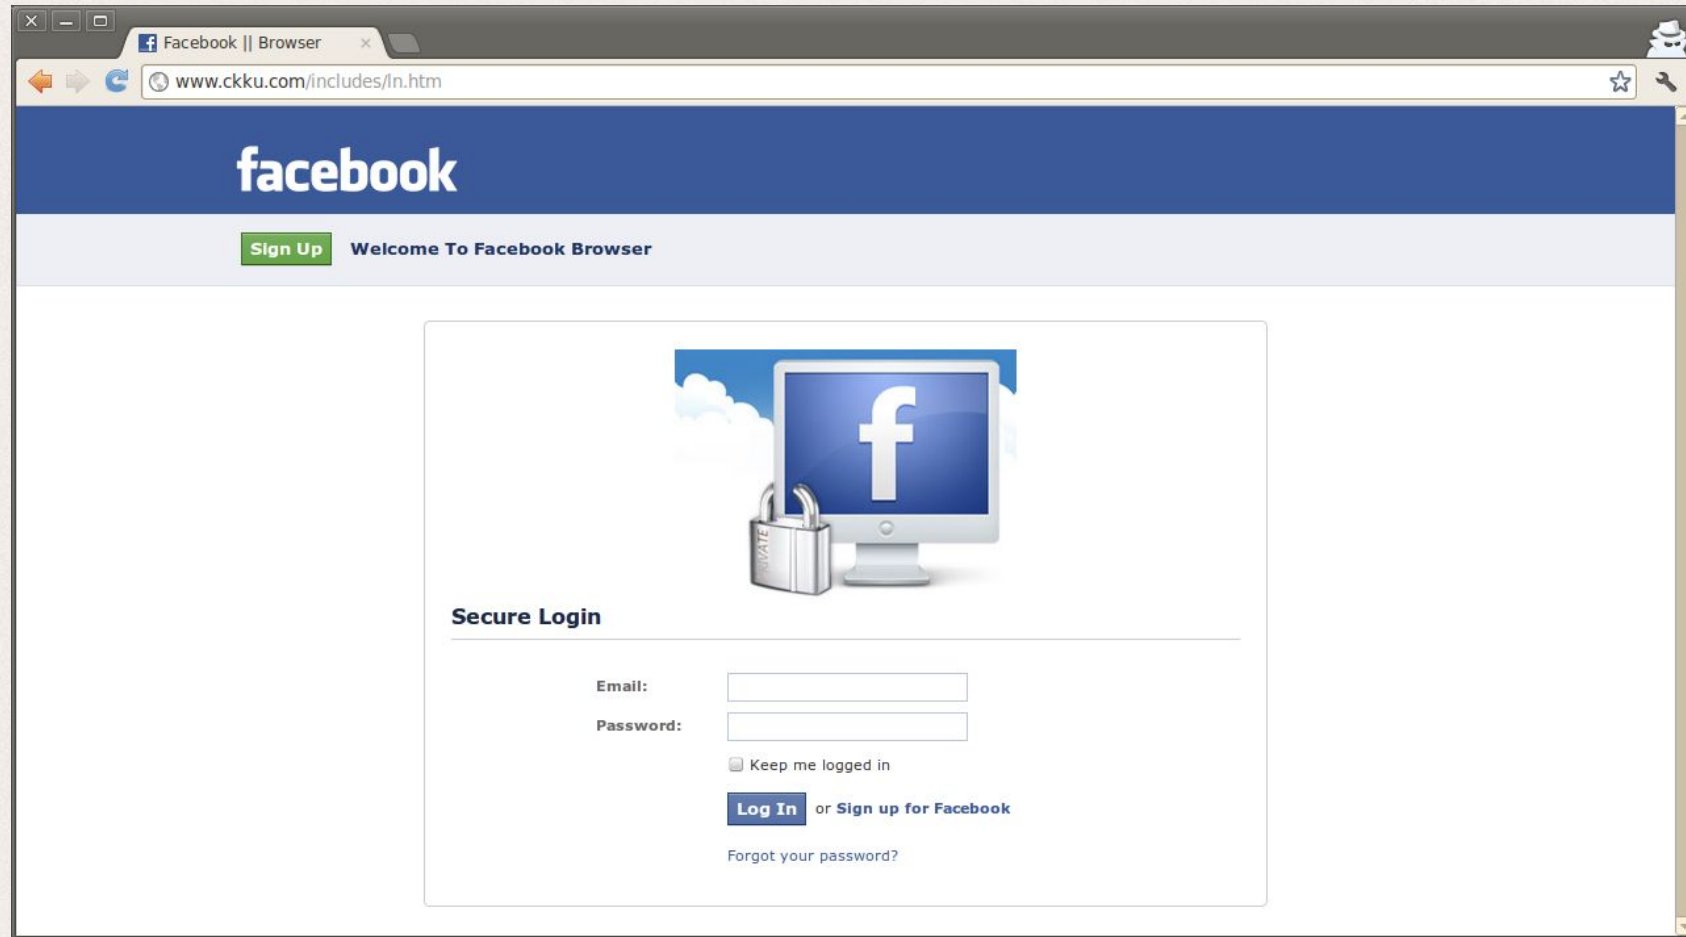 Facebook || Browser
www.ckku.com/includes/ln.htm
facebook
Sign Up Welcome To Facebook Browser
f
PRIVATE
Secure Login
Email:
Password:
Keep me logged in
Log In or Sign up for Facebook
Forgot your password?